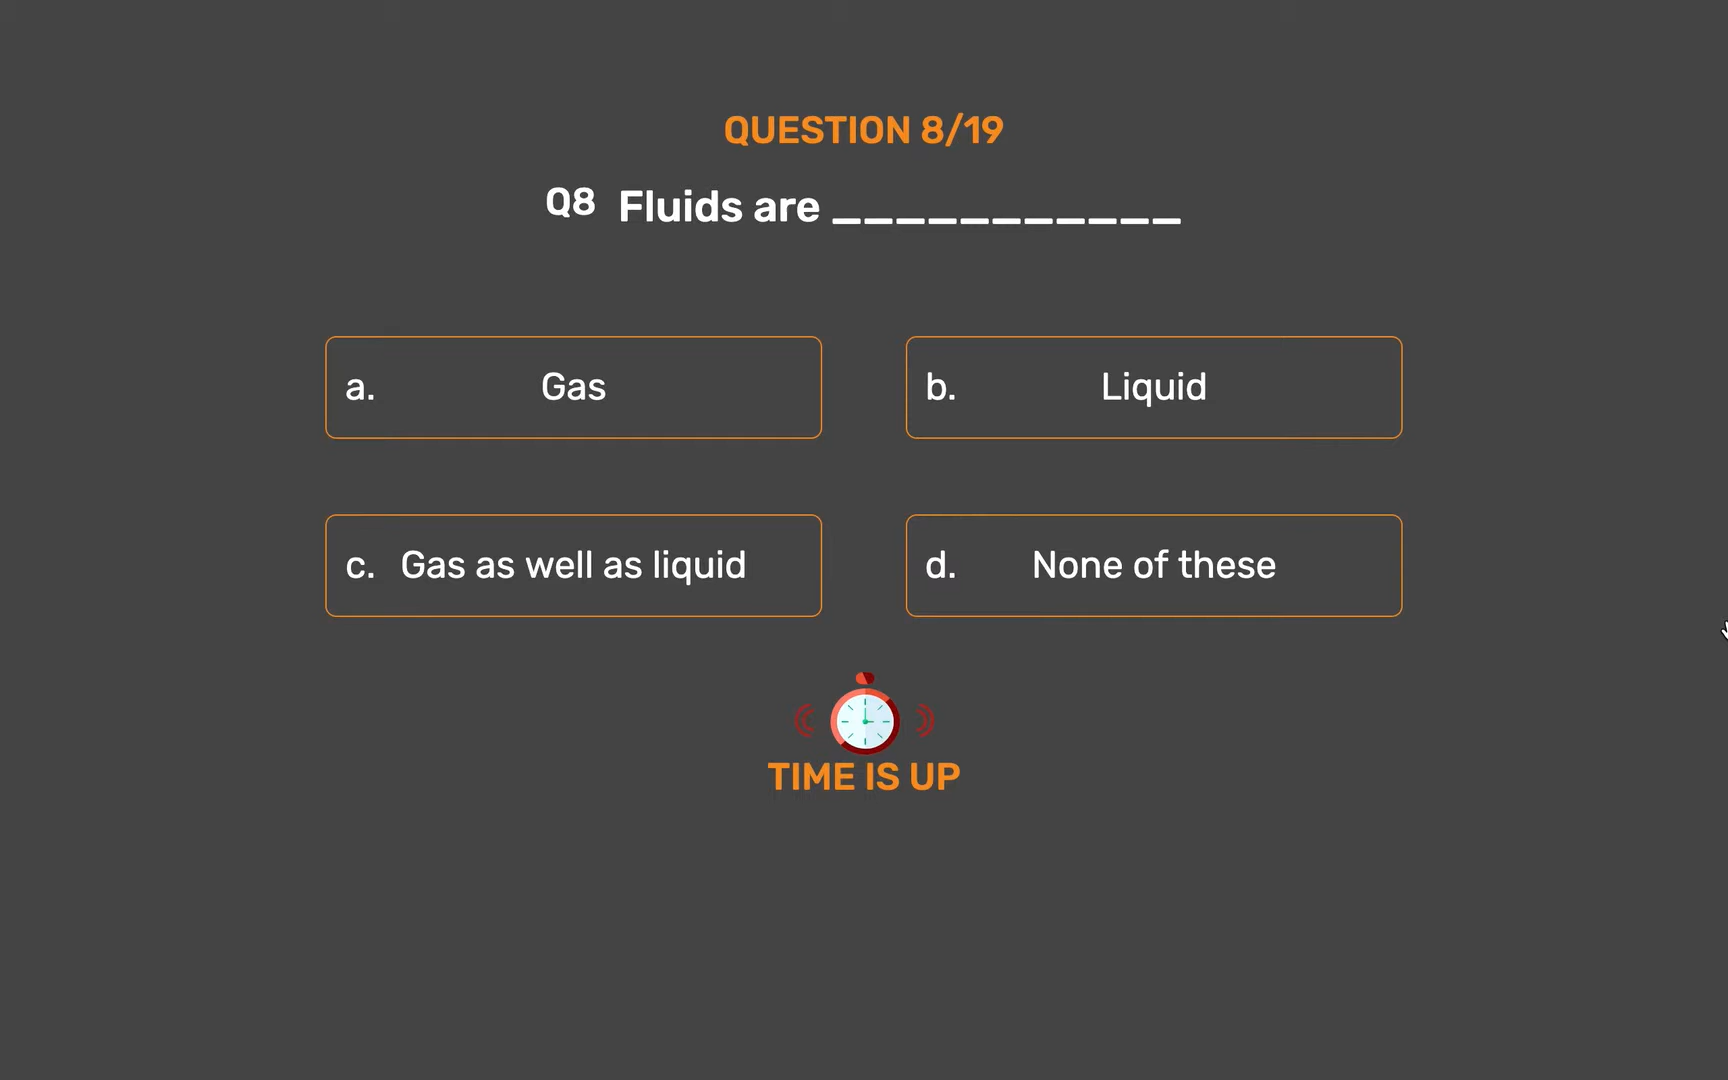 QUESTION 8/19
Q8 Fluids are ___________
a. Gas
b. Liquid
c. Gas as well as liquid
d. None of these
TIME IS UP